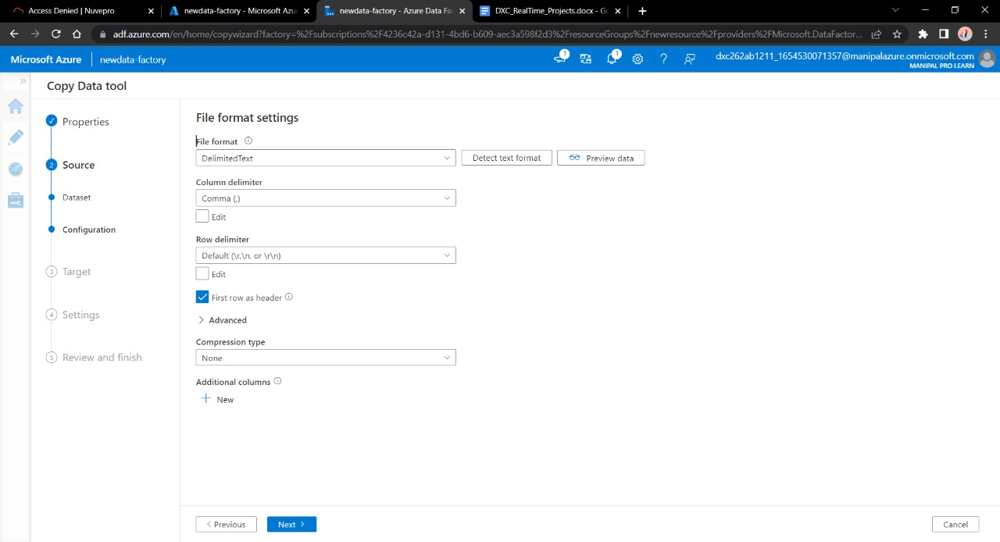 Access Denied | Nuvepro
newdata-factory - Microsoft Azu
newdata-factory - Azure Data Fa
DXC_RealTime_Projects.docx - Go
adf.azure.com/en/home/copywizard?factory=%2Fsubscriptions%2F4236c42a-d131-4bd6-b609-aec3a598f2d3%2FresourceGroups%2Fnewresource%2Fproviders%2FMicrosoft.DataFactor...
Microsoft Azure
newdata-factory
1
1
dxc262ab1211_1654530071357@manipalazure.onmicrosoft.com
MANIPAL PRO LEARN
Copy Data tool
Properties
2 Source
Dataset
Configuration
3 Target
4 Settings
5 Review and finish
File format settings
File format
DelimitedText
Detect text format
Preview data
Column delimiter
Comma (,)
Edit
Row delimiter
Default (\r,\n, or \r\n)
Edit
First row as header
Advanced
Compression type
None
Additional columns
New
Previous
Next
Cancel